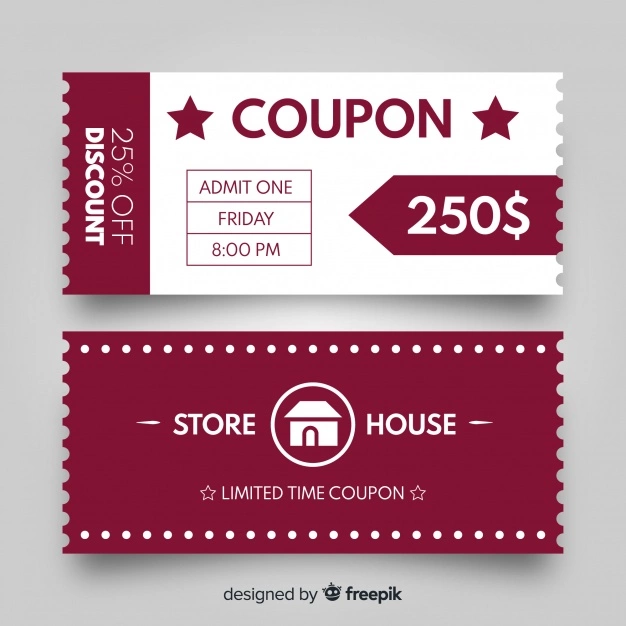 COUPON
25% OFF
DISCOUNT
ADMIT ONE
FRIDAY
8:00 PM
250$
STORE HOUSE
LIMITED TIME COUPON
designed by freepik